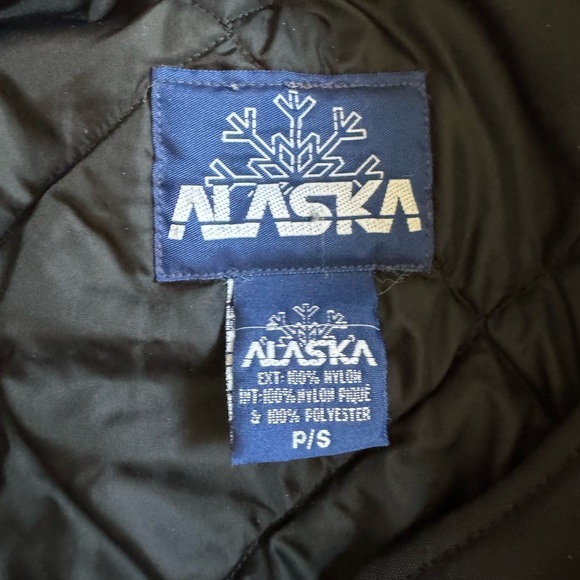 ALASKA
ALASKA
EXT: 100% NYLON
INT: 100% NYLON PIQUÉ
& 100% POLYESTER
P/S